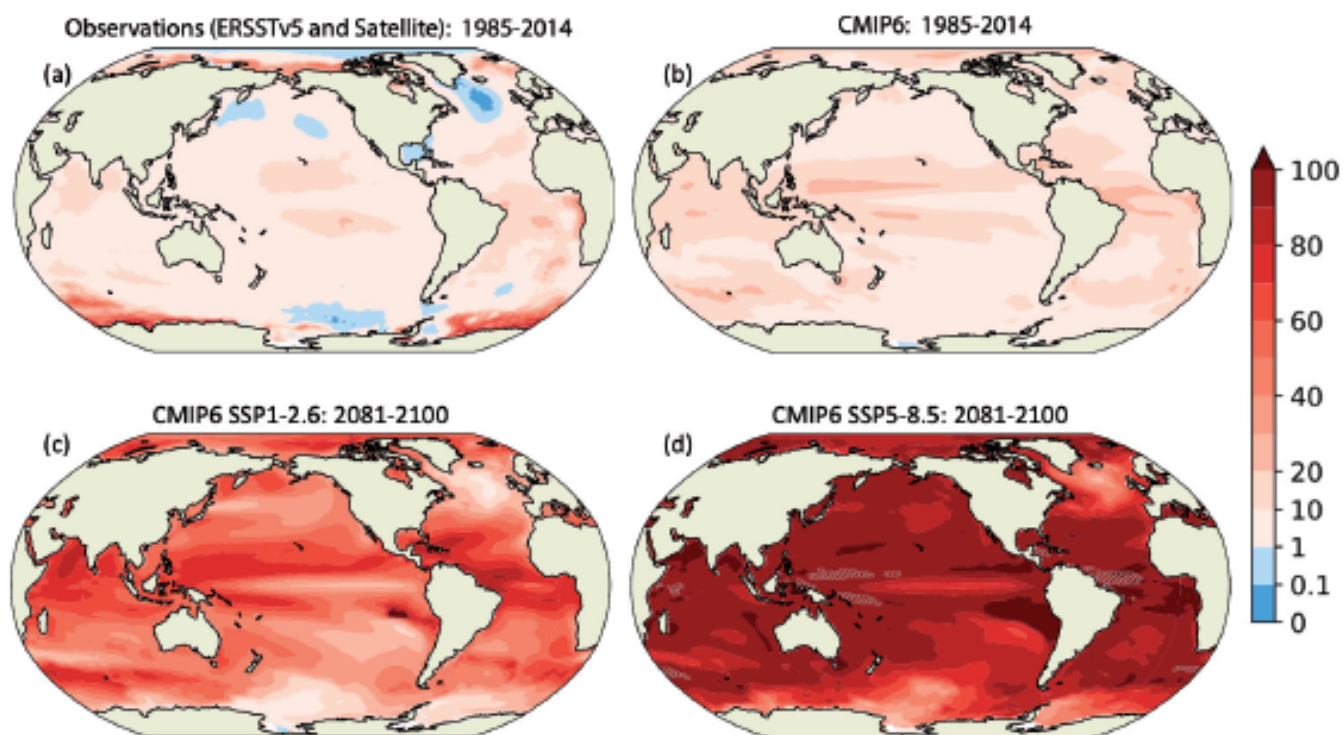 Observations (ERSSTv5 and Satellite): 1985-2014
CMIP6: 1985-2014
(a)
(b)
100
80
60
40
20
10
1
0.1
0
CMIP6 SSP1-2.6: 2081-2100
CMIP6 SSP5-8.5: 2081-2100
(c)
(d)